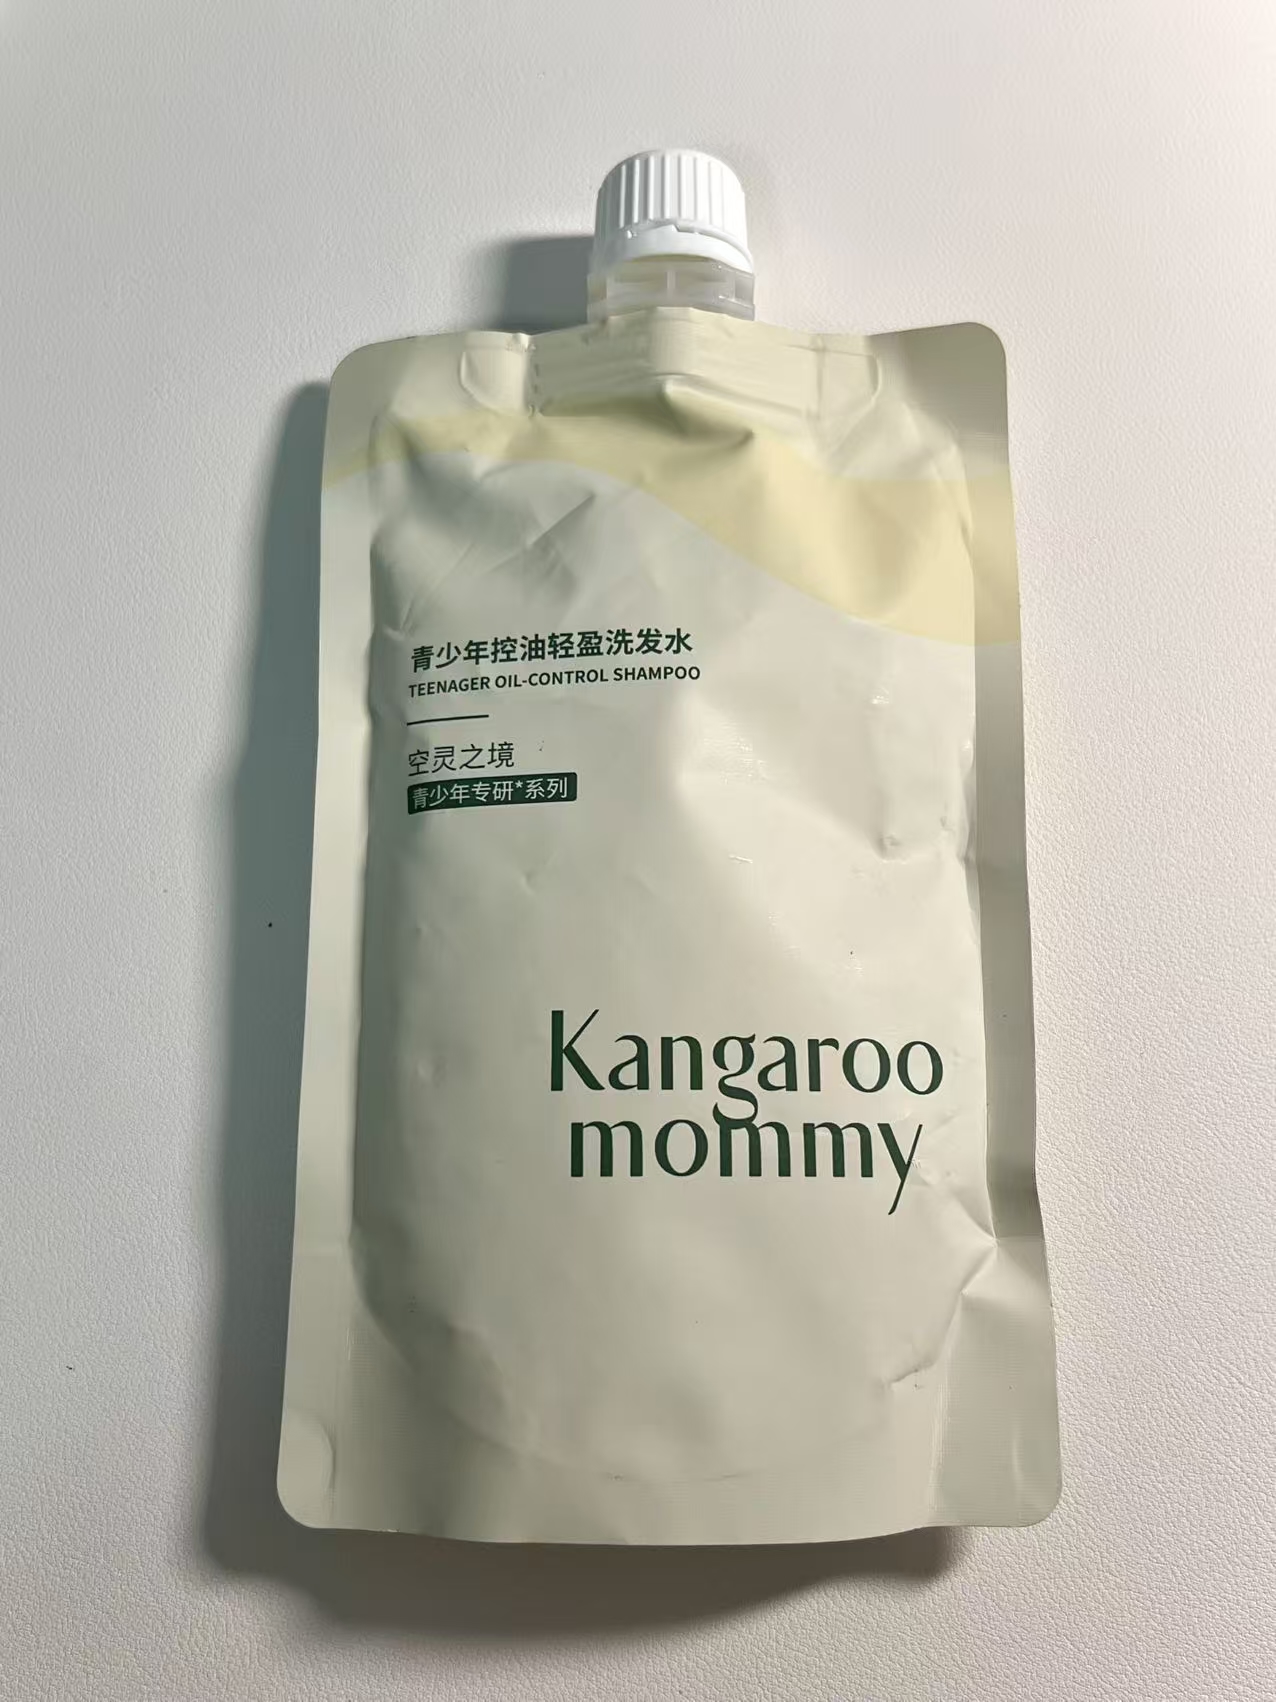 青少年控油轻盈洗发水
TEENAGER OIL-CONTROL SHAMPOO
空灵之境
青少年专研*系列
Kangaroo
mommy